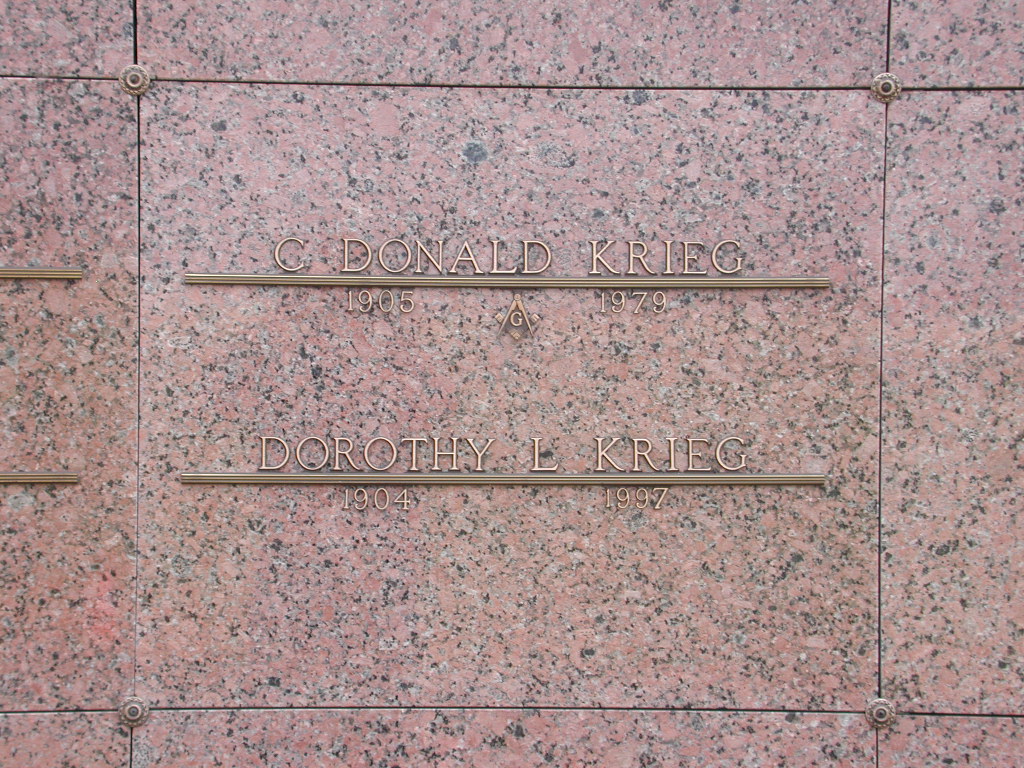 C DONALD KRIEG
1905 1979
G
DOROTHY L KRIEG
1904 1997